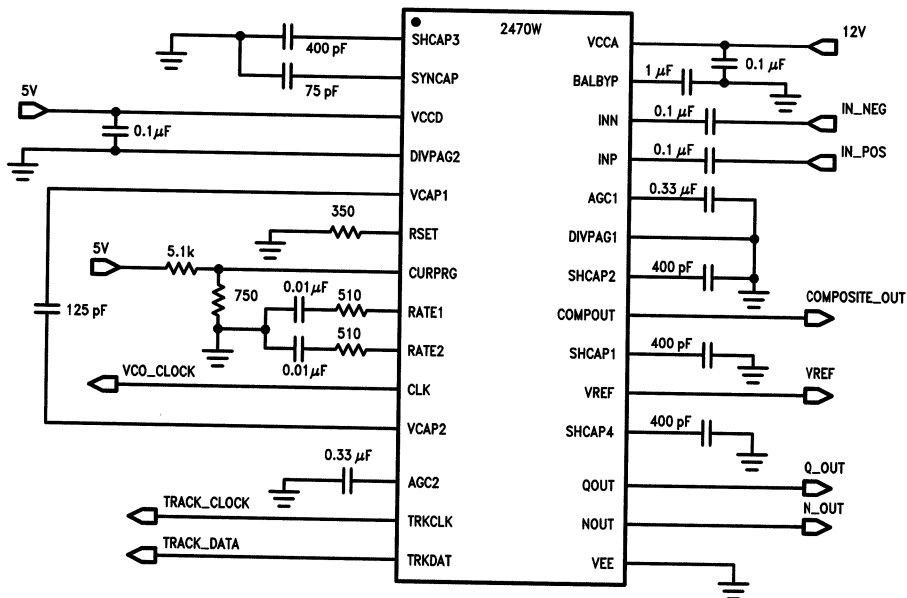 2470W
SHCAP3
400 pF
SYNCAP
75 pF
5V
VCCD
0.1 μF
DIVPAG2
VCAP1
350
RSET
5V
5.1k
CURPRG
750
0.01 μF
510
RATE1
125 pF
510
RATE2
0.01 μF
VCO_CLOCK
CLK
VCAP2
0.33 μF
AGC2
TRACK_CLOCK
TRKCLK
TRACK_DATA
TRKDAT
VCCA
12V
0.1 μF
1 μF
BALBYP
IN_NEG
0.1 μF
INN
IN_POS
0.1 μF
INP
0.33 μF
AGC1
DIVPAG1
400 pF
SHCAP2
COMPOSITE_OUT
COMPOUT
400 pF
SHCAP1
VREF
VREF
400 pF
SHCAP4
Q_OUT
QOUT
N_OUT
NOUT
VEE